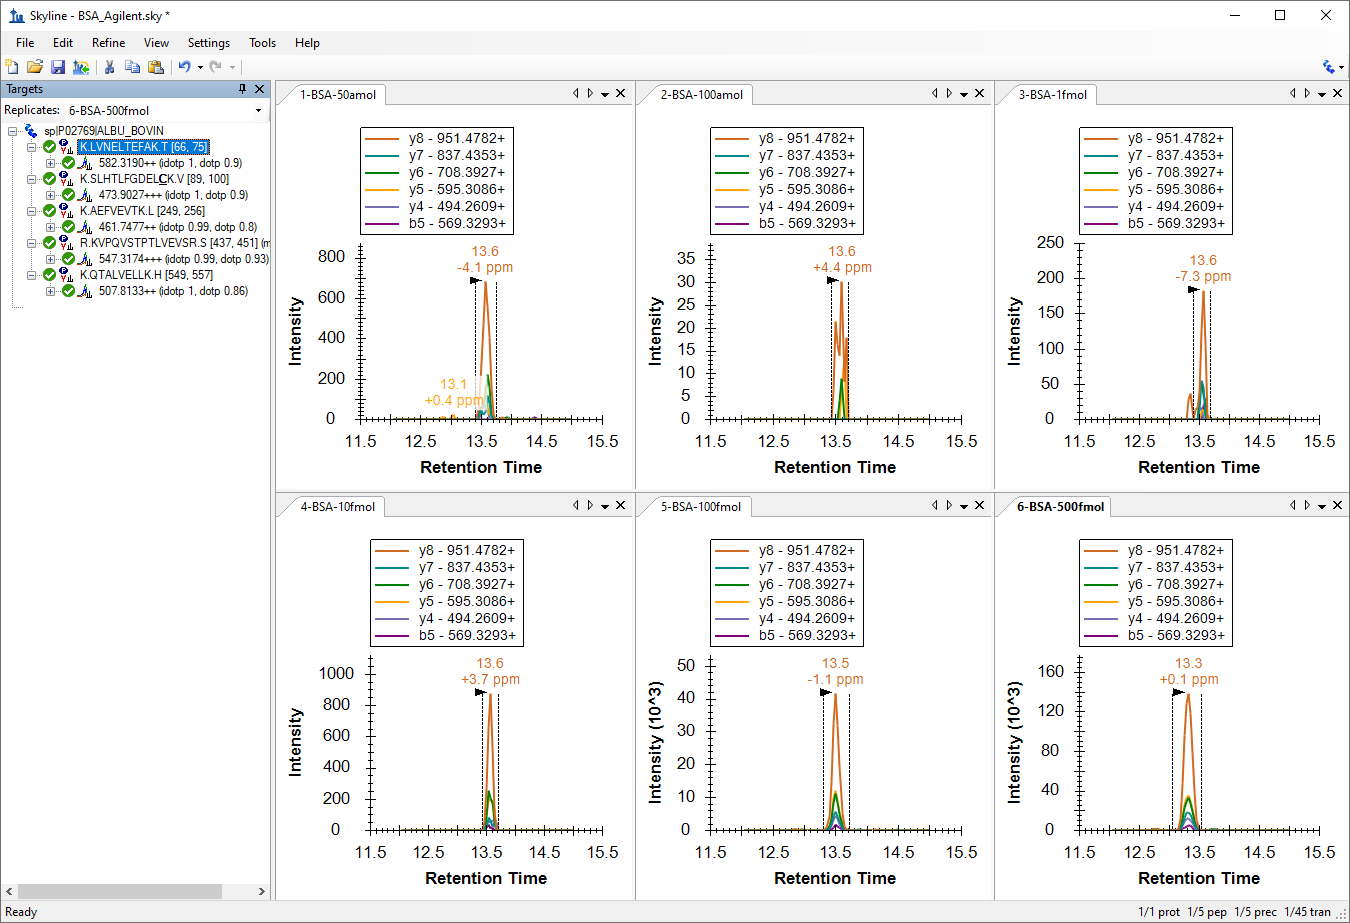 Skyline - BSA_Agilent.sky *
File Edit Refine View Settings Tools Help
Targets
Replicates: 6-BSA-500fmol
sp|P02769|ALBU_BOVIN
K.LVNELTEFAK.T [66, 75]
582.3190++ (idotp 1, dotp 0.9)
K.SLHTLFGDELCK.V [89, 100]
473.9027+++ (idotp 1, dotp 0.9)
K.AEFVEVTK.L [249, 256]
461.7477++ (idotp 0.99, dotp 0.8)
R.KVPQVSTPTLVEVSR.S [437, 451] (m
547.3174+++ (idotp 0.99, dotp 0.93)
K.QTALVELLK.H [549, 557]
507.8133++ (idotp 1, dotp 0.86)
1-BSA-50amol
y8 - 951.4782+
y7 - 837.4353+
y6 - 708.3927+
y5 - 595.3086+
y4 - 494.2609+
b5 - 569.3293+
13.6
-4.1 ppm
13.1
+0.4 ppm
800
600
400
200
0
Intensity
11.5 12.5 13.5 14.5 15.5
Retention Time
2-BSA-100amol
y8 - 951.4782+
y7 - 837.4353+
y6 - 708.3927+
y5 - 595.3086+
y4 - 494.2609+
b5 - 569.3293+
13.6
+4.4 ppm
35
30
25
20
15
10
5
0
Intensity
11.5 12.5 13.5 14.5 15.5
Retention Time
3-BSA-1fmol
y8 - 951.4782+
y7 - 837.4353+
y6 - 708.3927+
y5 - 595.3086+
y4 - 494.2609+
b5 - 569.3293+
13.6
-7.3 ppm
250
200
150
100
50
0
Intensity
11.5 12.5 13.5 14.5 15.5
Retention Time
4-BSA-10fmol
y8 - 951.4782+
y7 - 837.4353+
y6 - 708.3927+
y5 - 595.3086+
y4 - 494.2609+
b5 - 569.3293+
13.6
+3.7 ppm
1000
800
600
400
200
0
Intensity
11.5 12.5 13.5 14.5 15.5
Retention Time
5-BSA-100fmol
y8 - 951.4782+
y7 - 837.4353+
y6 - 708.3927+
y5 - 595.3086+
y4 - 494.2609+
b5 - 569.3293+
13.5
-1.1 ppm
50
40
30
20
10
0
Intensity (10^3)
11.5 12.5 13.5 14.5 15.5
Retention Time
6-BSA-500fmol
y8 - 951.4782+
y7 - 837.4353+
y6 - 708.3927+
y5 - 595.3086+
y4 - 494.2609+
b5 - 569.3293+
13.3
+0.1 ppm
160
120
80
40
0
Intensity (10^3)
11.5 12.5 13.5 14.5 15.5
Retention Time
Ready
1/1 prot 1/5 pep 1/5 prec 1/45 tran